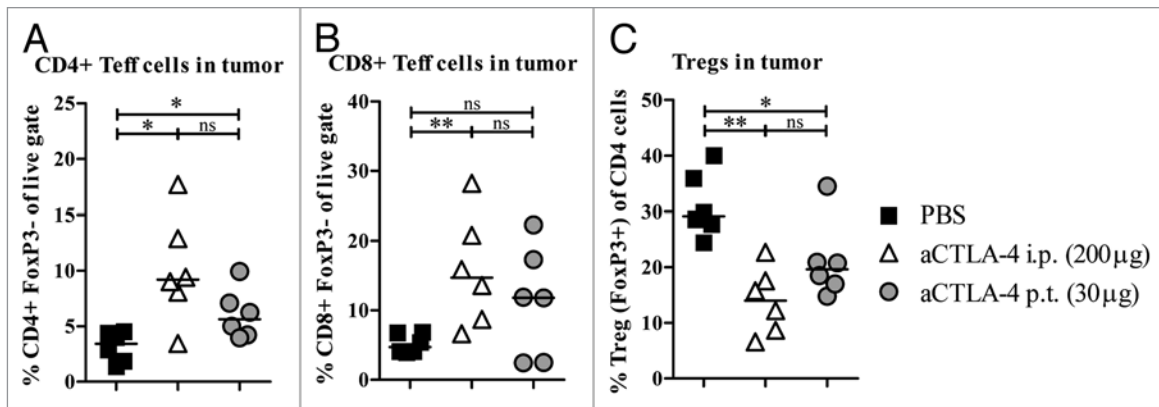 A
CD4+ Teff cells in tumor
% CD4+ FoxP3- of live gate
25
20
15
10
5
0
*
*
ns
B
CD8+ Teff cells in tumor
% CD8+ FoxP3- of live gate
40
30
20
10
0
ns
**
ns
C
Tregs in tumor
% Treg (FoxP3+) of CD4 cells
50
40
30
20
10
0
*
**
ns
PBS
aCTLA-4 i.p. (200µg)
aCTLA-4 p.t. (30µg)